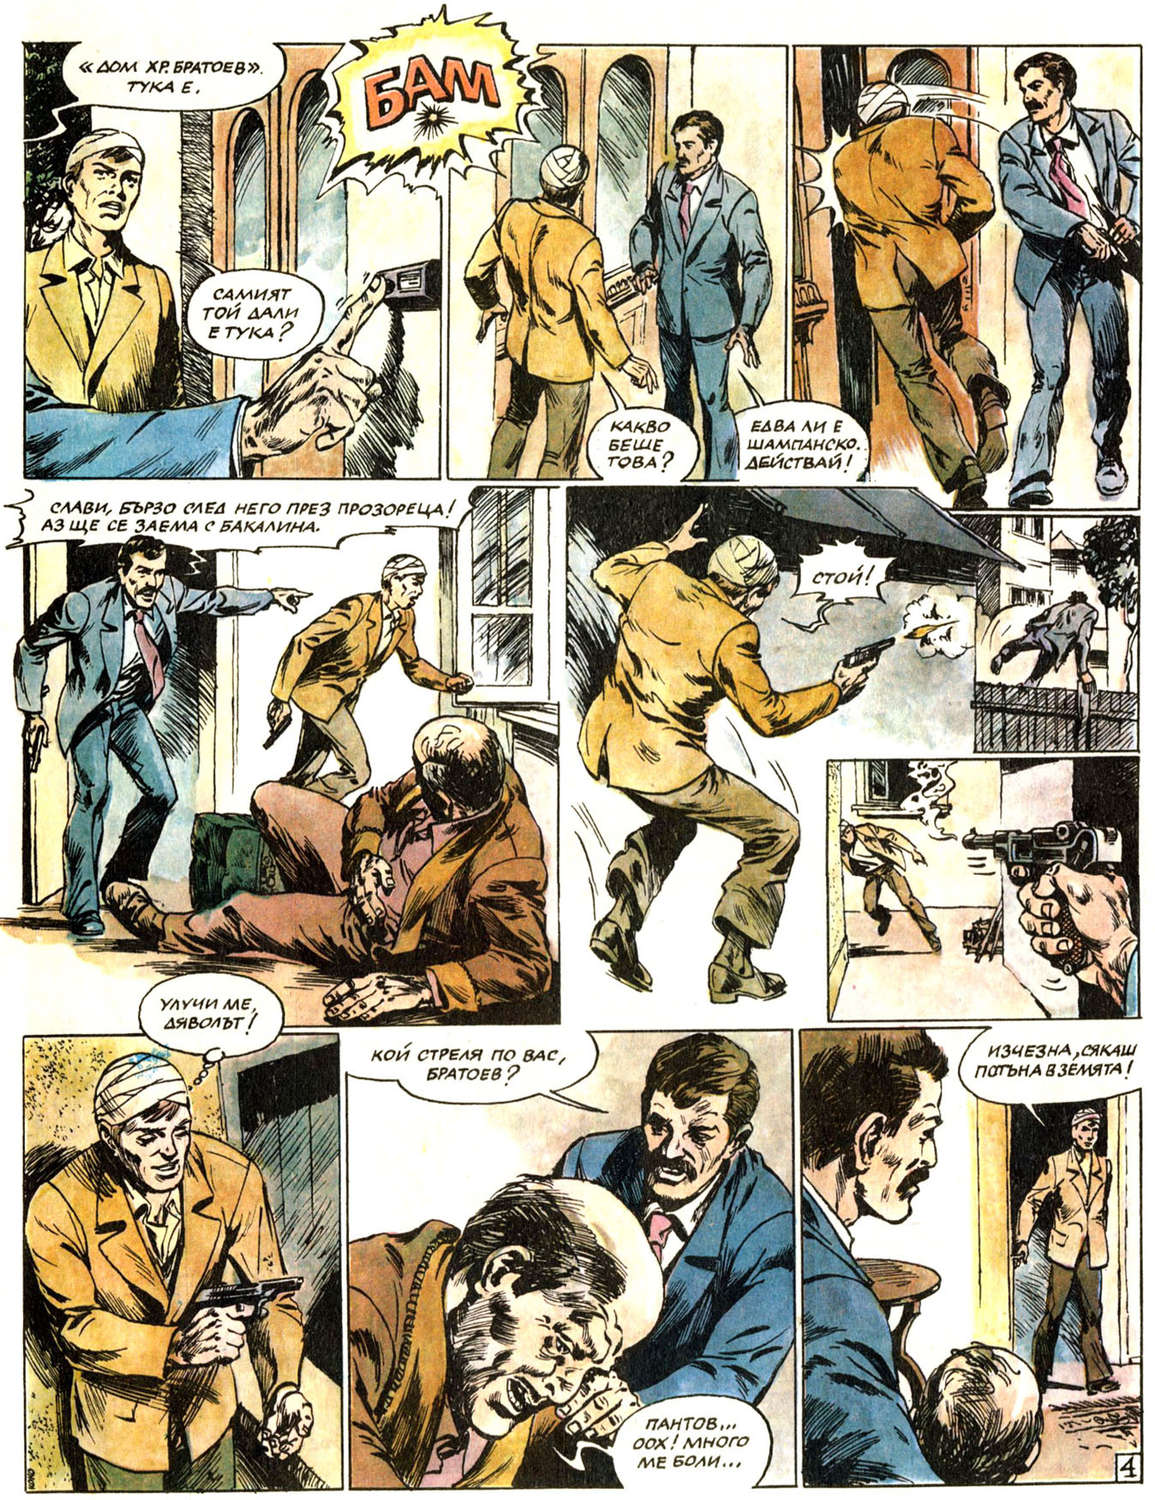 «ДОМ ХР. БРАТОЕВ».
ТУКА Е.
САМИЯТ
ТОЙ ДАЛИ
Е ТУКА?
БАМ
КАКВО
БЕШЕ
ТОВА?
ЕДВА ЛИ Е
ШАМПАНСКО.
ДЕЙСТВАЙ!
СЛАВИ, БЪРЗО СЛЕД НЕГО ПРЕЗ ПРОЗОРЕЦА!
АЗ ЩЕ СЕ ЗАЕМА С БАКАЛИНА.
СТОЙ!
УЛУЧИ МЕ,
ДЯВОЛЪТ!
КОЙ СТРЕЛЯ ПО ВАС,
БРАТОЕВ?
ПАНТОВ...
ООХ! МНОГО
МЕ БОЛИ...
ИЗЧЕЗНА, СЯКАШ
ПОТЪНА В ЗЕМЯТА!
4